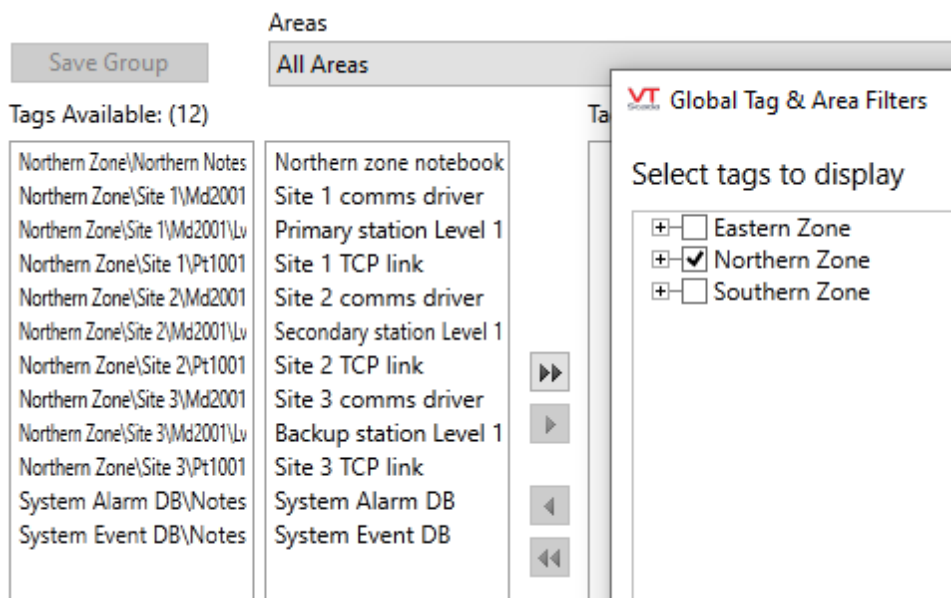 Areas
Save Group
All Areas
VT Scada Global Tag & Area Filters
Tags Available: (12)
Ta
Select tags to display
Eastern Zone
Northern Zone
Southern Zone
Northern Zone\Northern Notes Northern zone notebook
Northern Zone\Site 1\Md2001 Site 1 comms driver
Northern Zone\Site 1\Md2001\Lv Primary station Level 1
Northern Zone\Site 1\Pt1001 Site 1 TCP link
Northern Zone\Site 2\Md2001 Site 2 comms driver
Northern Zone\Site 2\Md2001\Lv Secondary station Level 1
Northern Zone\Site 2\Pt1001 Site 2 TCP link
Northern Zone\Site 3\Md2001 Site 3 comms driver
Northern Zone\Site 3\Md2001\Lv Backup station Level 1
Northern Zone\Site 3\Pt1001 Site 3 TCP link
System Alarm DB\Notes System Alarm DB
System Event DB\Notes System Event DB